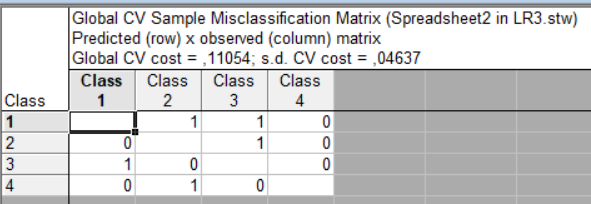 Global CV Sample Misclassification Matrix (Spreadsheet2 in LR3.stw)
Predicted (row) x observed (column) matrix
Global CV cost = ,11054; s.d. CV cost = ,04637
Class Class Class Class
Class 1 2 3 4
1 1 1 0
2 0 1 0
3 1 0 0
4 0 1 0